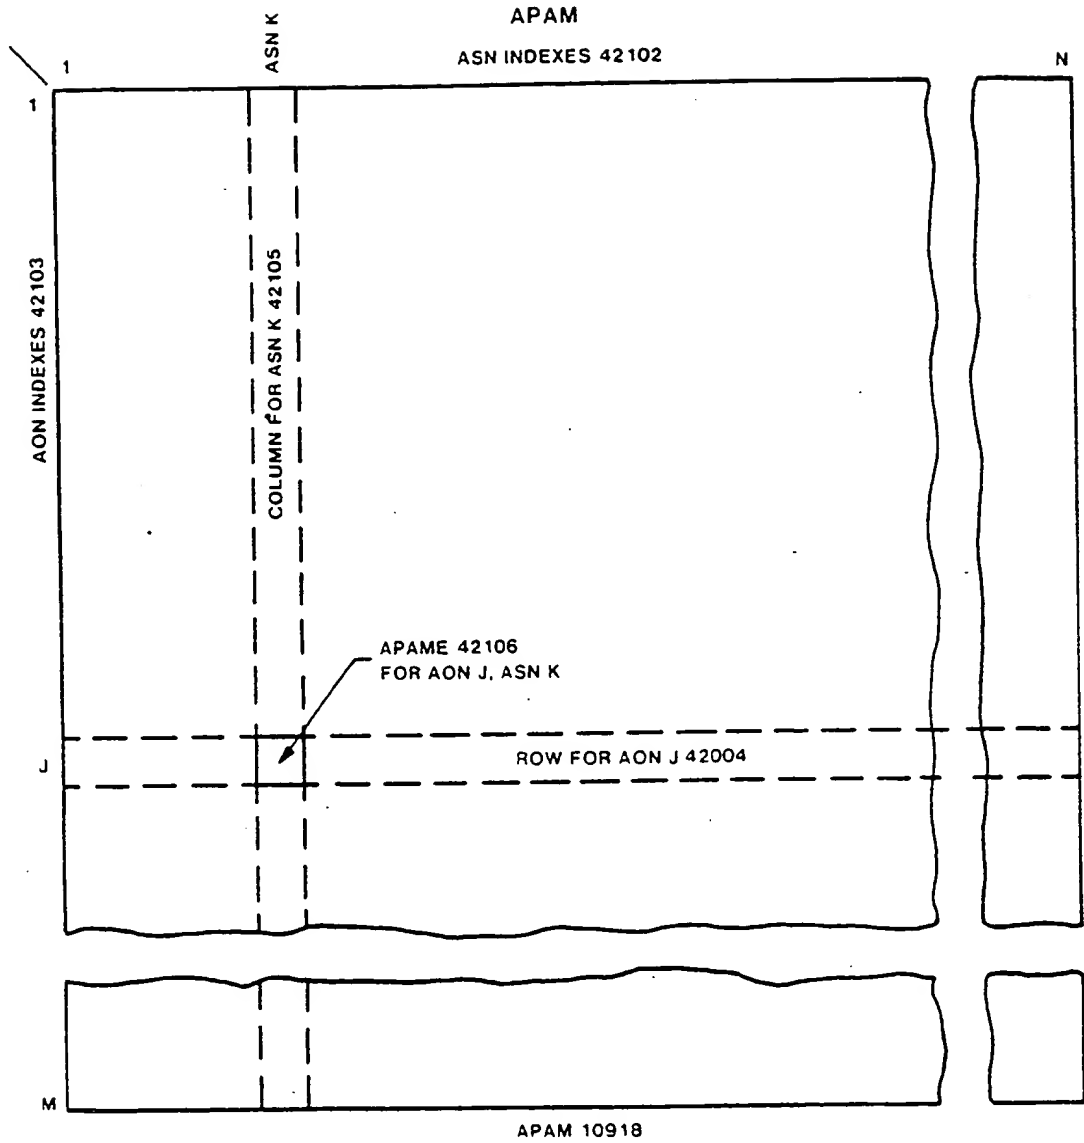 APAM
ASN INDEXES 42102
1
ASN K
N
1
AON INDEXES 42103
COLUMN FOR ASN K 42105
APAME 42106
FOR AON J, ASN K
J
ROW FOR AON J 42004
M
APAM 10918